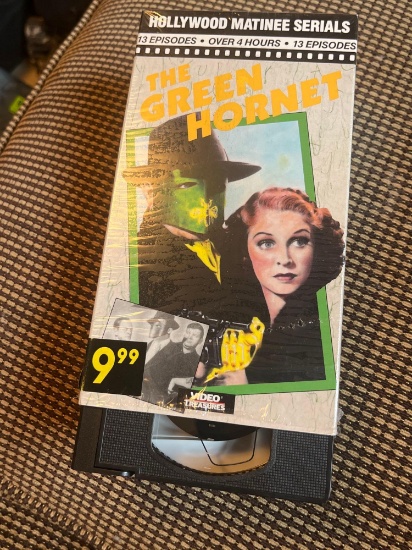 HOLLYWOOD MATINEE SERIALS
13 EPISODES • OVER 4 HOURS • 13 EPISODES
THE
GREEN
HORNET
9.99
VIDEO
TREASURES